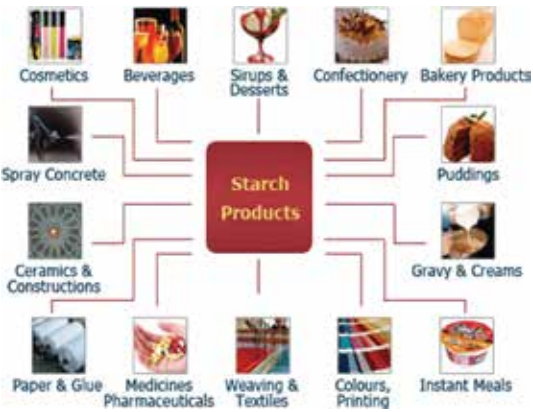 Cosmetics
Beverages
Sirups &
Desserts
Confectionery
Bakery Products
Spray Concrete
Starch
Products
Puddings
Ceramics &
Constructions
Gravy & Creams
Paper & Glue
Medicines
Pharmaceuticals
Weaving &
Textiles
Colours,
Printing
Instant Meals